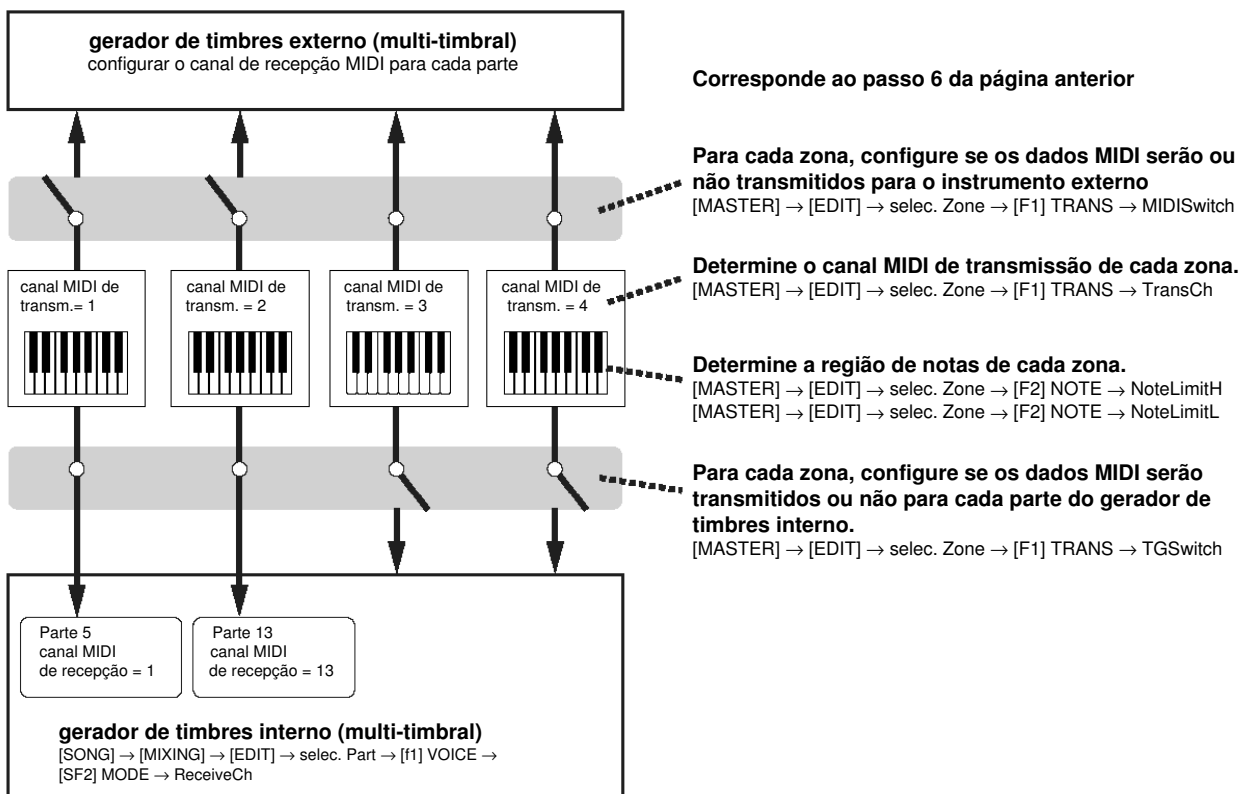 gerador de timbres externo (multi-timbral)
configurar o canal de recepção MIDI para cada parte
Corresponde ao passo 6 da página anterior
Para cada zona, configure se os dados MIDI serão ou
não transmitidos para o instrumento externo
[MASTER] → [EDIT] → selec. Zone → [F1] TRANS → MIDISwitch
canal MIDI de
transm.= 1
canal MIDI de
transm. = 2
canal MIDI de
transm. = 3
canal MIDI de
transm. = 4
Determine o canal MIDI de transmissão de cada zona.
[MASTER] → [EDIT] → selec. Zone → [F1] TRANS → TransCh
Determine a região de notas de cada zona.
[MASTER] → [EDIT] → selec. Zone → [F2] NOTE → NoteLimitH
[MASTER] → [EDIT] → selec. Zone → [F2] NOTE → NoteLimitL
Para cada zona, configure se os dados MIDI serão
transmitidos ou não para cada parte do gerador de
timbres interno.
[MASTER] → [EDIT] → selec. Zone → [F1] TRANS → TGSwitch
Parte 5
canal MIDI
de recepção = 1
Parte 13
canal MIDI
de recepção = 13
gerador de timbres interno (multi-timbral)
[SONG] → [MIXING] → [EDIT] → selec. Part → [f1] VOICE →
[SF2] MODE → ReceiveCh